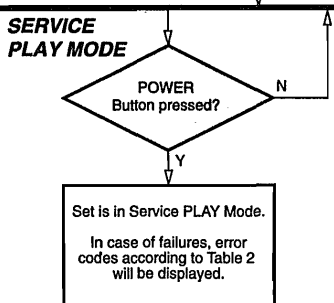 SERVICE
PLAY MODE
POWER
Button pressed?
N
Y
Set is in Service PLAY Mode.
In case of failures, error
codes according to Table 2
will be displayed.